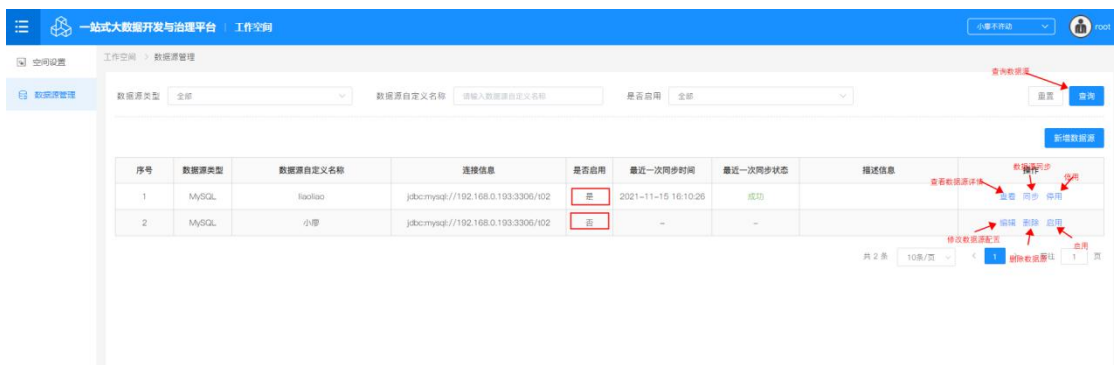 一站式大数据开发与治理平台 | 工作空间 小廖不许动 root
空间设置 工作空间 > 数据源管理
查询数据源
数据源管理 数据源类型 全部 数据源自定义名称 请输入数据源自定义名称 是否启用 全部 重置 查询
新增数据源
序号 数据源类型 数据源自定义名称 连接信息 是否启用 最近一次同步时间 最近一次同步状态 描述信息 操作
数据源同步
查看数据源详情 停用
1 MySQL liaoliao jdbc:mysql://192.168.0.193:3306/t02 是 2021-11-15 16:10:26 成功 查看 同步 停用
2 MySQL 小廖 jdbc:mysql://192.168.0.193:3306/t02 否 - - 编辑 删除 启用
修改数据源配置 启用
共 2 条 10条/页 < 1 删除数据源 前往 1 页